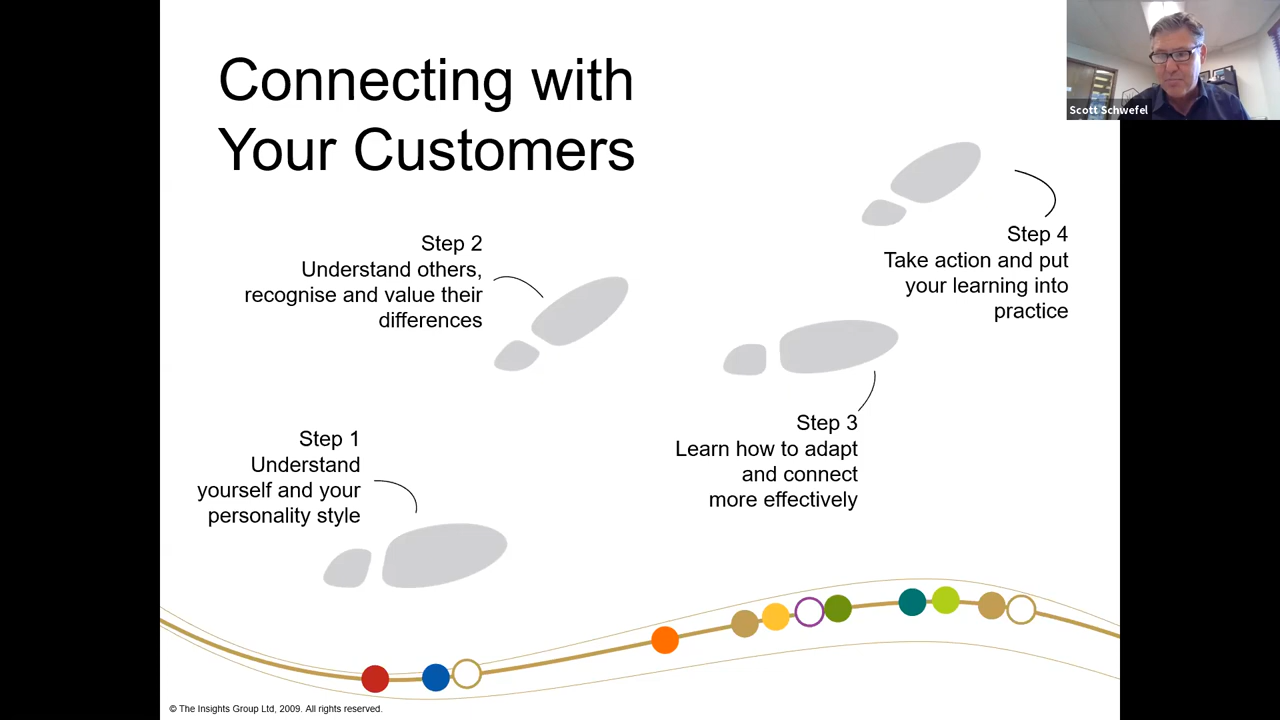 Connecting with
Your Customers
Scott Schwefel
Step 1
Understand
yourself and your
personality style
Step 2
Understand others,
recognise and value their
differences
Step 3
Learn how to adapt
and connect
more effectively
Step 4
Take action and put
your learning into
practice
© The Insights Group Ltd, 2009. All rights reserved.